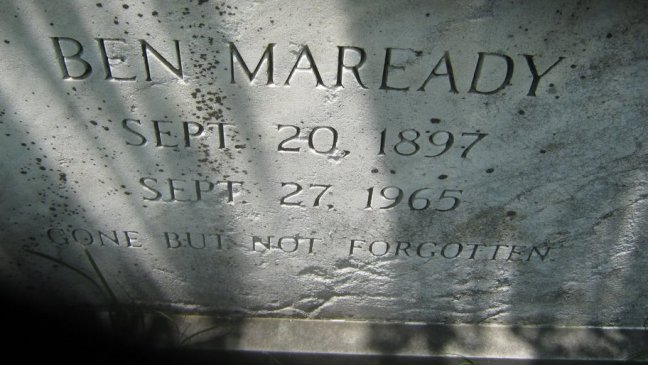 BEN MAREADY
SEPT. 20, 1897
SEPT. 27, 1965
GONE BUT NOT FORGOTTEN